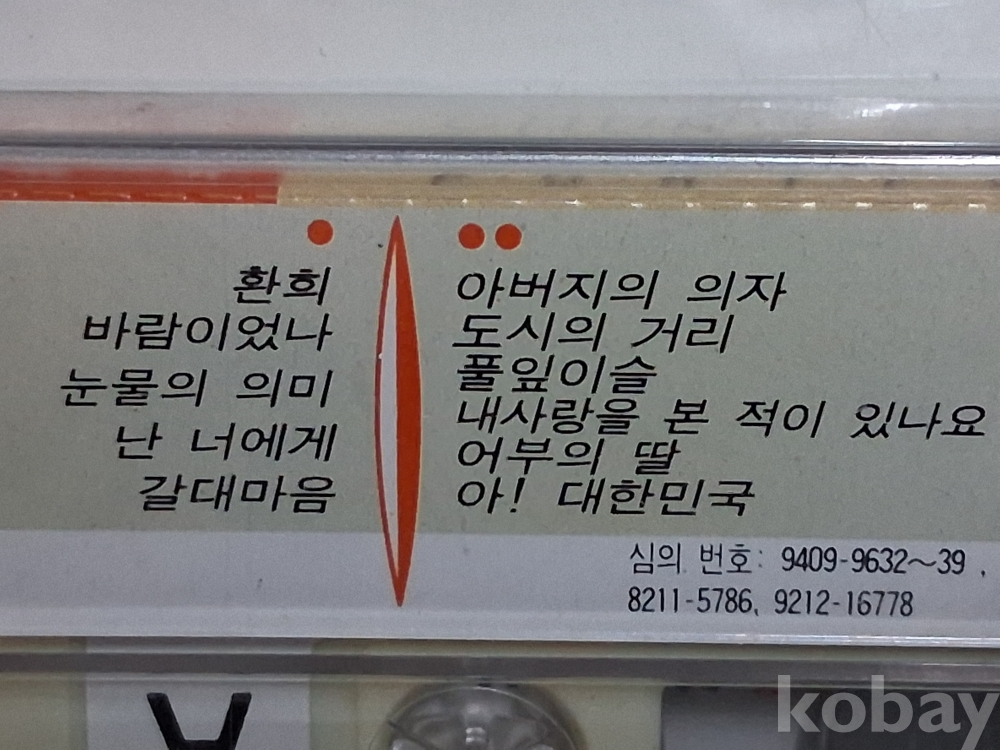 환희
바람이었나
눈물의 의미
난 너에게
갈대마음
아버지의 의자
도시의 거리
풀잎이슬
내사랑을 본 적이 있나요
어부의 딸
아! 대한민국
심의 번호: 9409-9632~39 .
8211-5786, 9212-16778
A
kobay